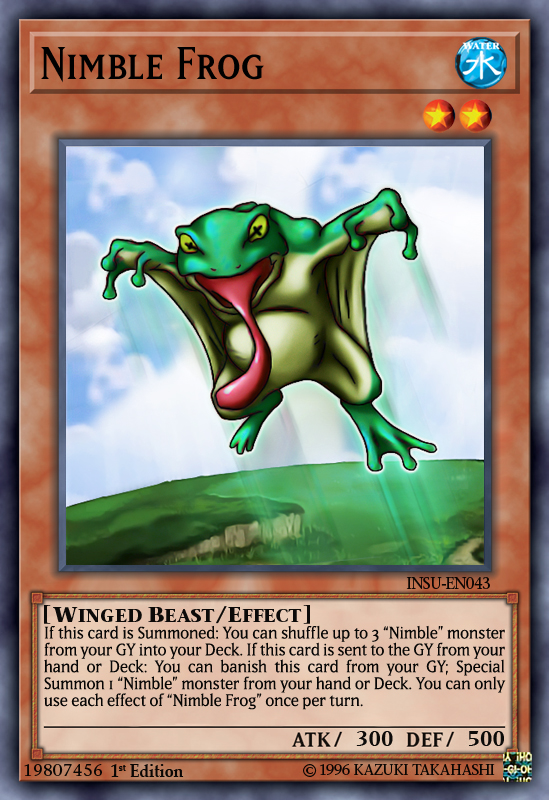 Nimble Frog
WATER
水
INSU-EN043
[Winged Beast/Effect]
If this card is Summoned: You can shuffle up to 3 “Nimble” monster
from your GY into your Deck. If this card is sent to the GY from your
hand or Deck: You can banish this card from your GY; Special
Summon 1 “Nimble” monster from your hand or Deck. You can only
use each effect of “Nimble Frog” once per turn.
ATK/ 300 DEF/ 500
19807456 1st Edition © 1996 KAZUKI TAKAHASHI